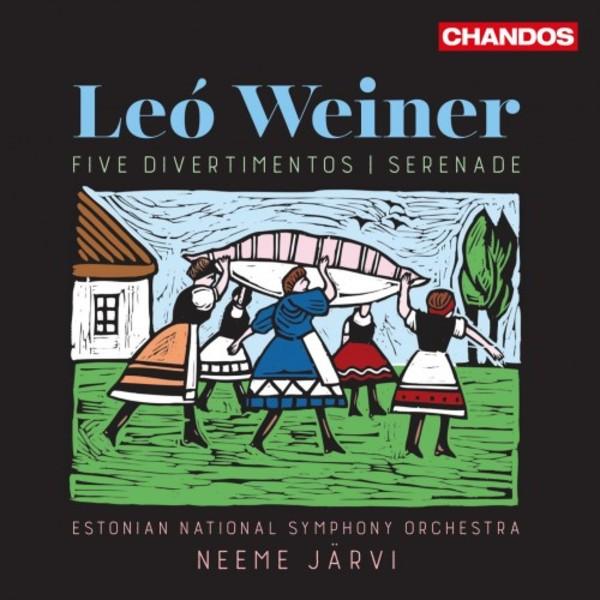 CHANDOS
Leó Weiner
FIVE DIVERTIMENTOS | SERENADE
ESTONIAN NATIONAL SYMPHONY ORCHESTRA
NEEME JÄRVI